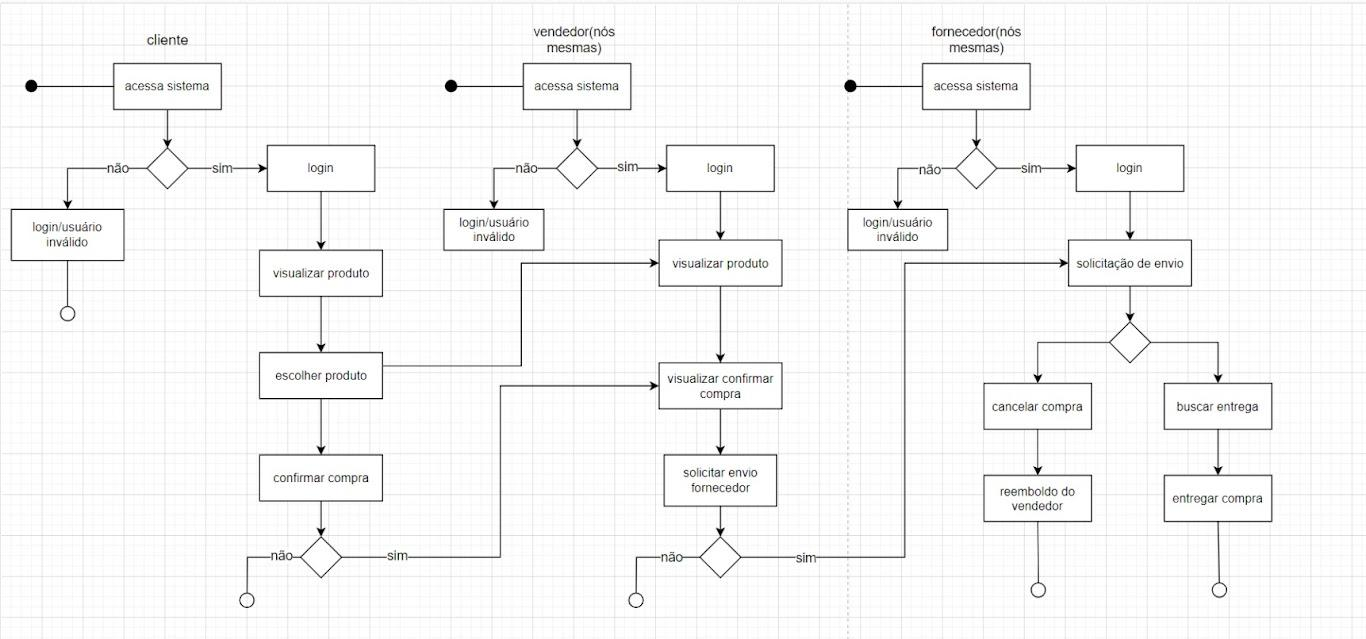 cliente
acessa sistema
não
sim
login
login/usuário
inválido
visualizar produto
escolher produto
confirmar compra
não
sim
vendedor(nós
mesmas)
acessa sistema
não
sim
login
login/usuário
inválido
visualizar produto
visualizar confirmar
compra
solicitar envio
fornecedor
não
sim
fornecedor(nós
mesmas)
acessa sistema
não
sim
login
login/usuário
inválido
solicitação de envio
cancelar compra
buscar entrega
reemboldo do
vendedor
entregar compra